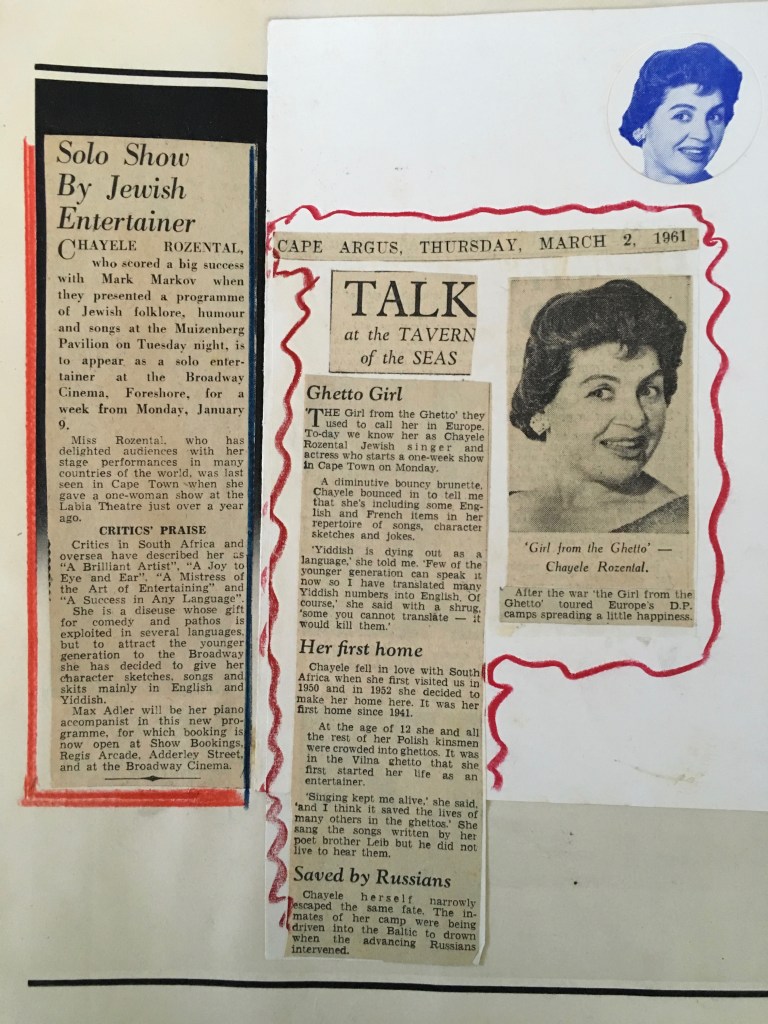 Solo Show
By Jewish
Entertainer
CHAYELE ROZENTAL,
who scored a big success
with Mark Markov when
they presented a programme
of Jewish folklore, humour
and songs at the Muizenberg
Pavilion on Tuesday night, is
to appear as a solo enter-
tainer at the Broadway
Cinema, Foreshore, for a
week from Monday, January
9.
Miss Rozental, who has
delighted audiences with her
stage performances in many
countries of the world, was last
seen in Cape Town when she
gave a one-woman show at the
Labia Theatre just over a year
ago.
CRITICS' PRAISE
Critics in South Africa and
oversea have described her as
"A Brilliant Artist", "A Joy to
Eye and Ear", "A Mistress of
the Art of Entertaining" and
"A Success in Any Language".
She is a diseuse whose gift
for comedy and pathos is
exploited in several languages,
but to attract the younger
generation to the Broadway
she has decided to give her
character sketches, songs and
skits mainly in English and
Yiddish.
Max Adler will be her piano
accompanist in this new pro-
gramme, for which booking is
now open at Show Bookings,
Regis Arcade, Adderley Street,
and at the Broadway Cinema.
CAPE ARGUS, THURSDAY, MARCH 2, 1961
TALK
at the TAVERN
of the SEAS
Ghetto Girl
'THE Girl from the Ghetto' they
used to call her in Europe.
To-day we know her as Chayele
Rozental Jewish singer and
actress who starts a one-week show
in Cape Town on Monday.
A diminutive bouncy brunette,
Chayele bounced in to tell me
that she's including some Eng-
lish and French items in her
repertoire of songs, character
sketches and jokes.
'Yiddish is dying out as a
language,' she told me. 'Few of the
younger generation can speak it
now so I have translated many
Yiddish numbers into English. Of
course,' she said with a shrug,
'some you cannot translate — it
would kill them.'
Her first home
Chayele fell in love with South
Africa when she first visited us in
1950 and in 1952 she decided to
make her home here. It was her
first home since 1941.
At the age of 12 she and all
the rest of her Polish kinsmen
were crowded into ghettos. It was
in the Vilna ghetto that she
first started her life as an
entertainer.
'Singing kept me alive,' she said,
'and I think it saved the lives of
many others in the ghettos.' She
sang the songs written by her
poet brother Leib but he did not
live to hear them.
Saved by Russians
Chayele herself narrowly
escaped the same fate. The in-
mates of her camp were being
driven into the Baltic to drown
when the advancing Russians
intervened.
'Girl from the Ghetto' —
Chayele Rozental.
After the war 'the Girl from the
Ghetto' toured Europe's D.P.
camps spreading a little happiness.